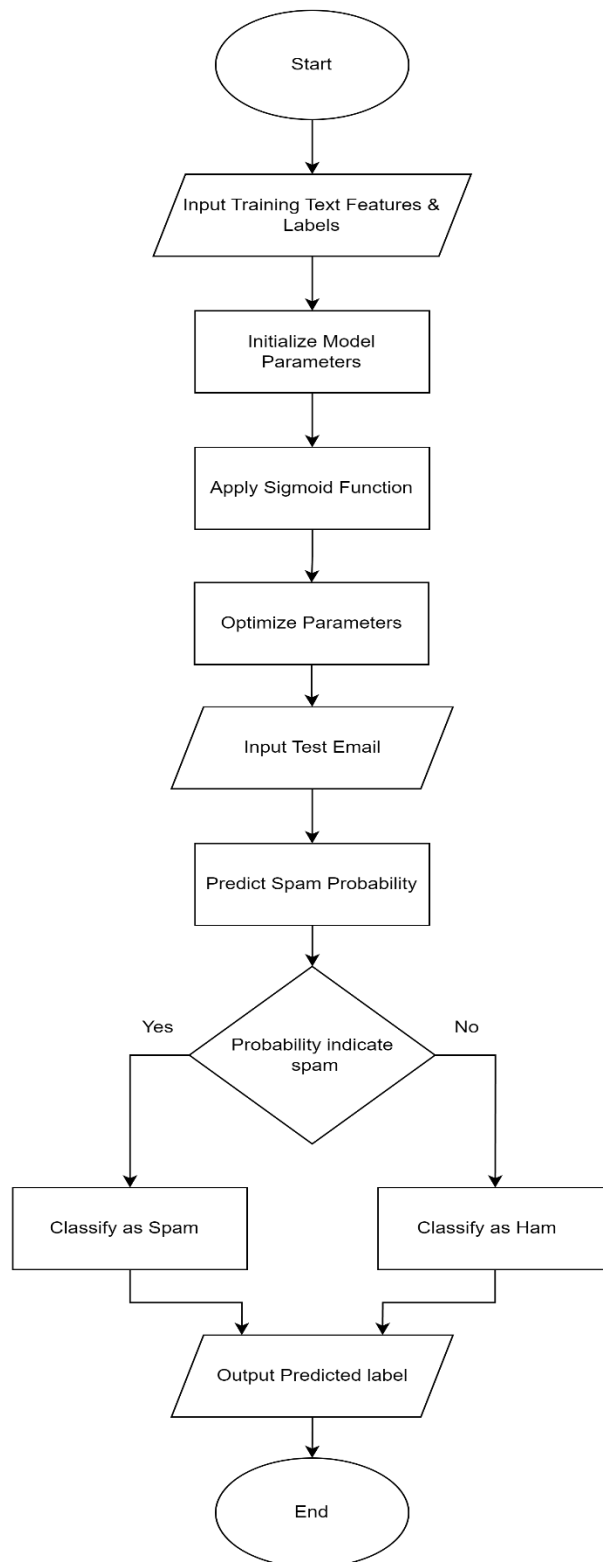 Start
Input Training Text Features &
Labels
Initialize Model
Parameters
Apply Sigmoid Function
Optimize Parameters
Input Test Email
Predict Spam Probability
Yes
No
Probability indicate
spam
Classify as Spam
Classify as Ham
Output Predicted label
End